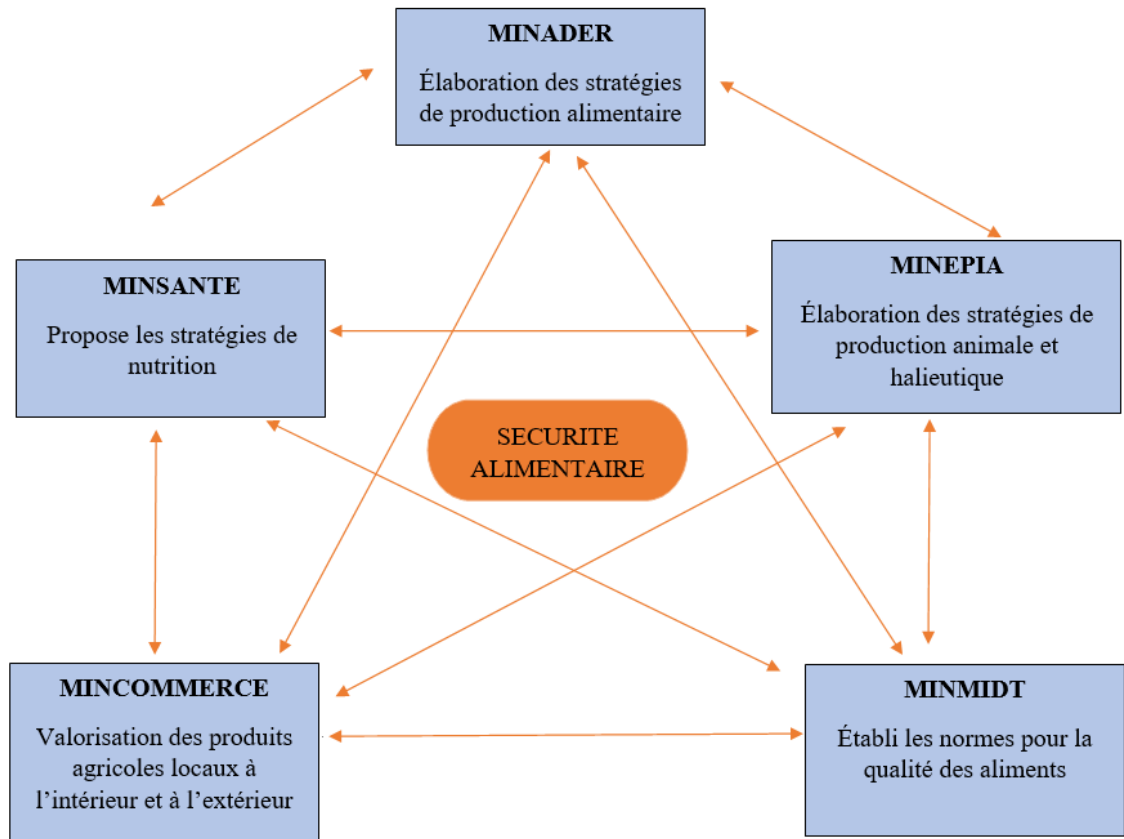 MINADER
Élaboration des stratégies
de production alimentaire
MINSANTE
Propose les stratégies de
nutrition
MINEPIA
Élaboration des stratégies de
production animale et
halieutique
SECURITE
ALIMENTAIRE
MINCOMMERCE
Valorisation des produits
agricoles locaux à
l’intérieur et à l’extérieur
MINMIDT
Établi les normes pour la
qualité des aliments